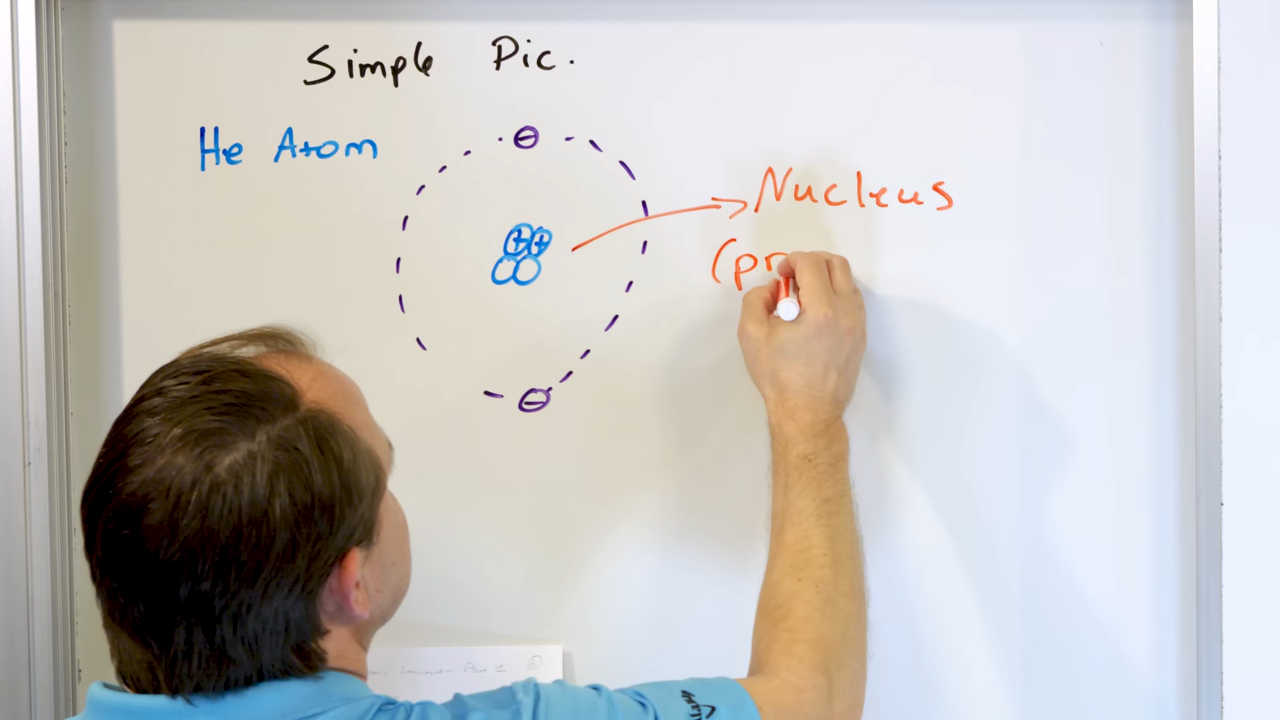 Simple Pic.
He Atom
Nucleus
(pr